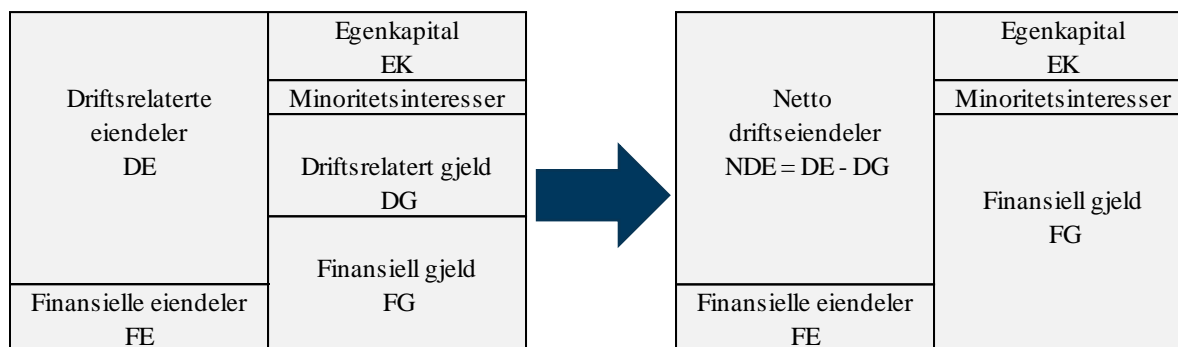 Driftsrelaterte
eiendeler
DE
Finansielle eiendeler
FE
Egenkapital
EK
Minoritetsinteresser
Driftsrelatert gjeld
DG
Finansiell gjeld
FG
Netto
driftseiendeler
NDE = DE - DG
Finansielle eiendeler
FE
Egenkapital
EK
Minoritetsinteresser
Finansiell gjeld
FG